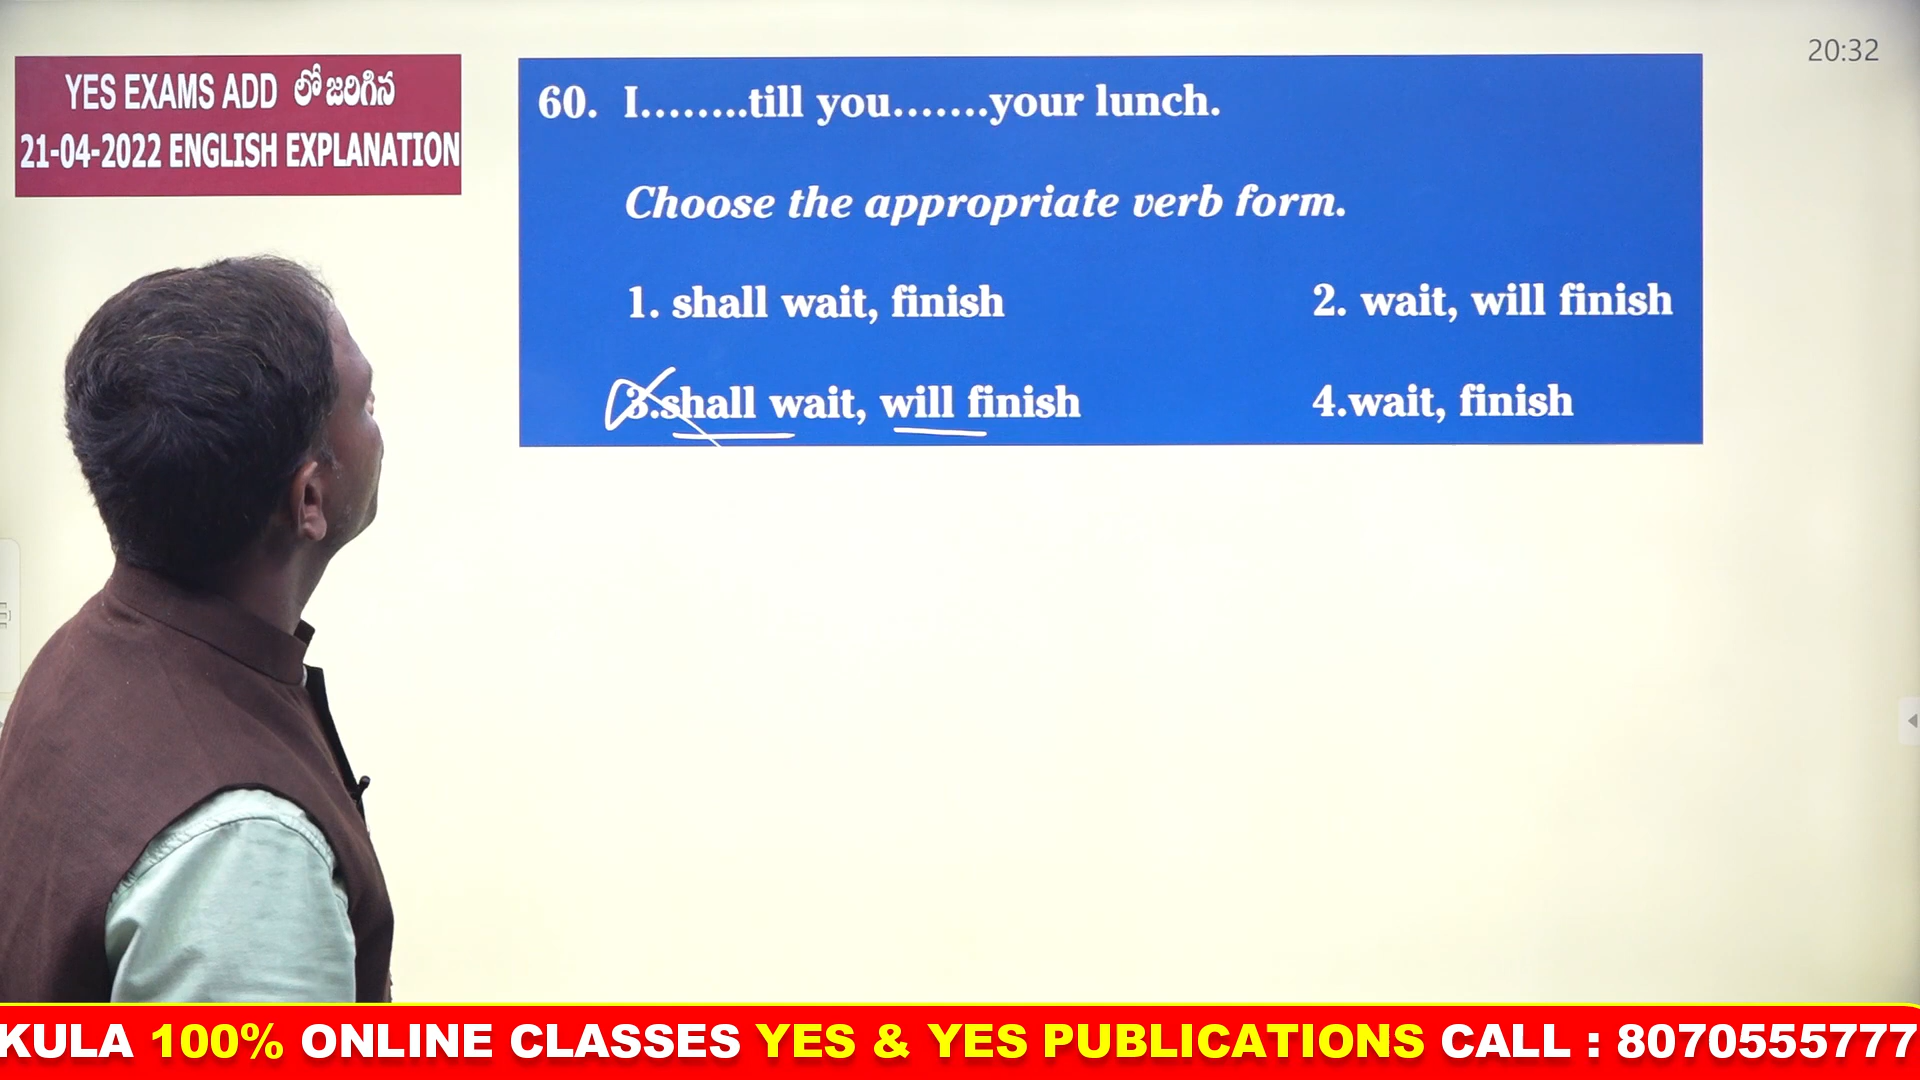 YES EXAMS ADD లో జరిగిన
21-04-2022 ENGLISH EXPLANATION
20:32
60. I........till you.......your lunch.
Choose the appropriate verb form.
1. shall wait, finish
2. wait, will finish
3.shall wait, will finish
4.wait, finish
KULA 100% ONLINE CLASSES YES & YES PUBLICATIONS CALL : 8070555777